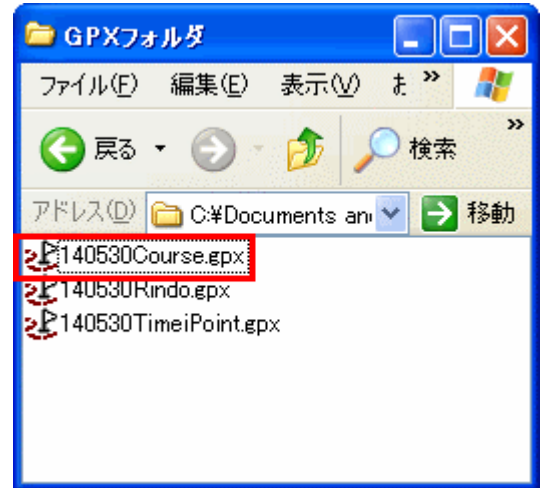 GPXフォルダ
ファイル(F) 編集(E) 表示(V) »
戻る 検索 »
アドレス(D) C:¥Documents an 移動
140530Course.gpx
140530Rindo.gpx
140530TimeiPoint.gpx